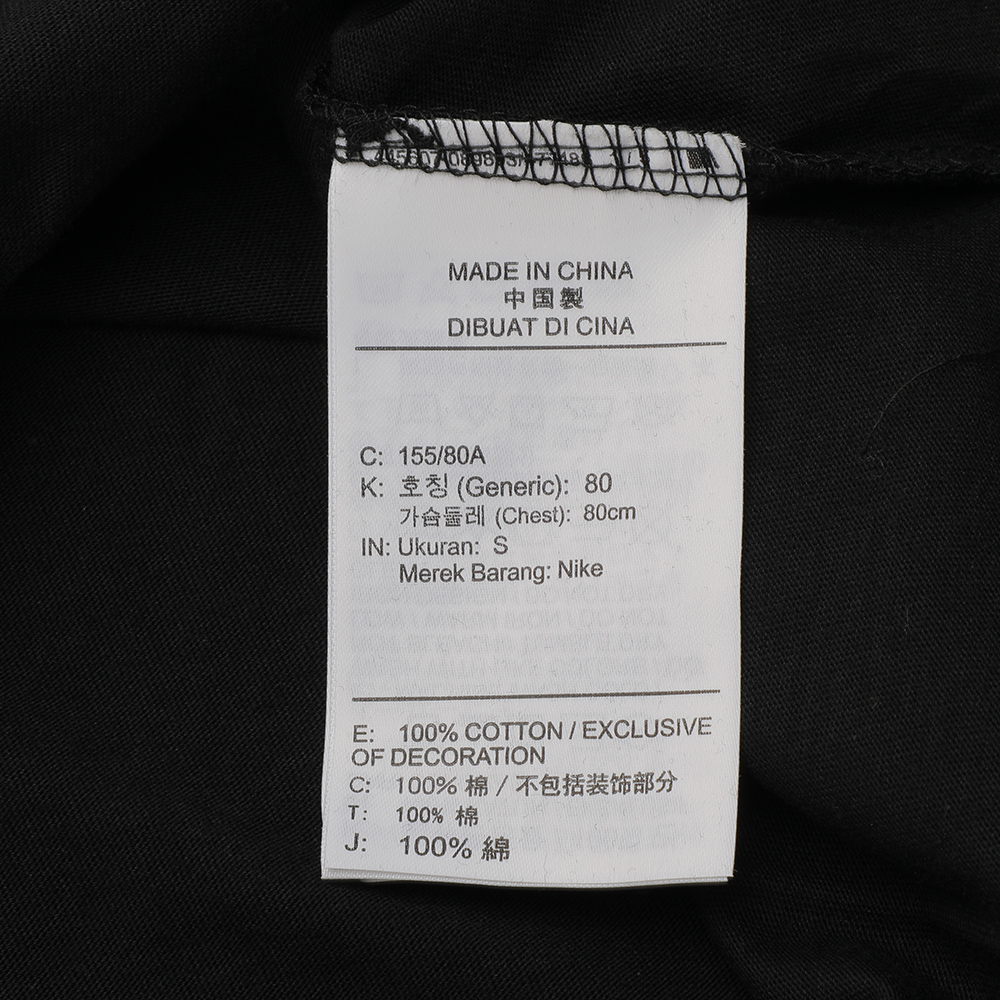 MADE IN CHINA
中国製
DIBUAT DI CINA
C: 155/80A
K: 호칭 (Generic): 80
가슴둘레 (Chest): 80cm
IN: Ukuran: S
Merek Barang: Nike
E: 100% COTTON / EXCLUSIVE
OF DECORATION
C: 100% 棉 / 不包括装饰部分
T: 100% 棉
J: 100% 綿